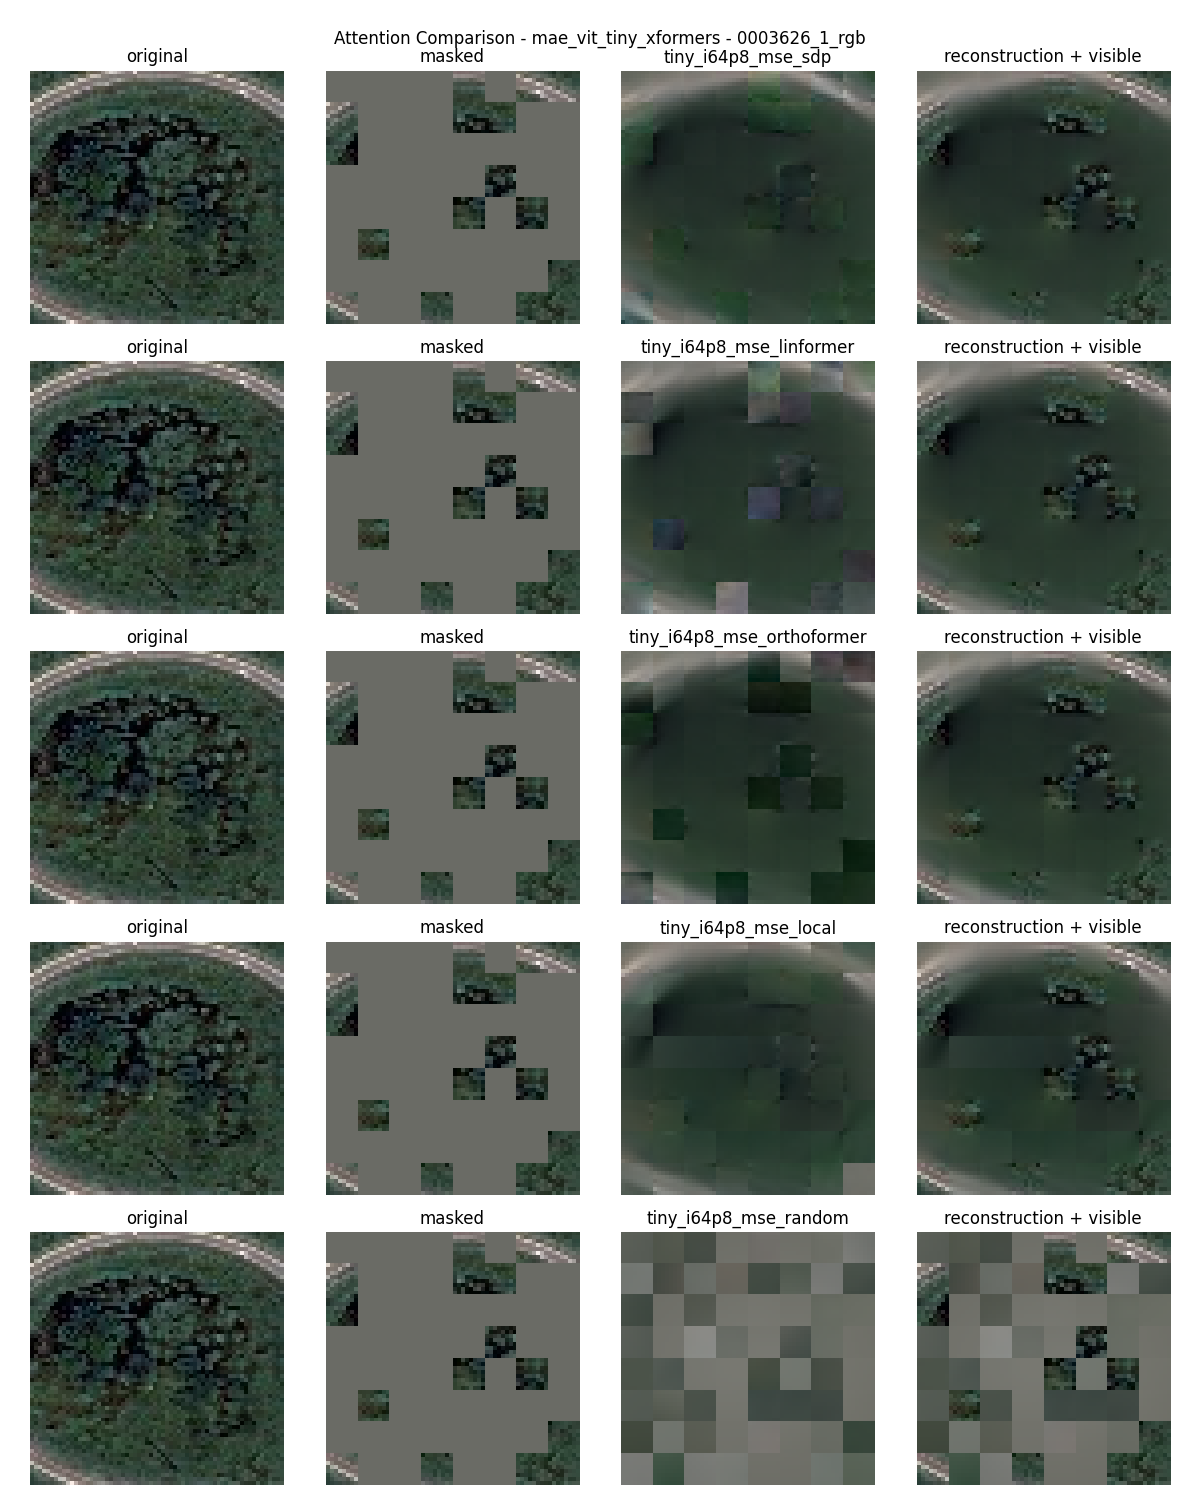 Attention Comparison - mae_vit_tiny_xformers - 0003626_1_rgb
original masked tiny_i64p8_mse_sdp reconstruction + visible
original masked tiny_i64p8_mse_linformer reconstruction + visible
original masked tiny_i64p8_mse_orthoformer reconstruction + visible
original masked tiny_i64p8_mse_local reconstruction + visible
original masked tiny_i64p8_mse_random reconstruction + visible